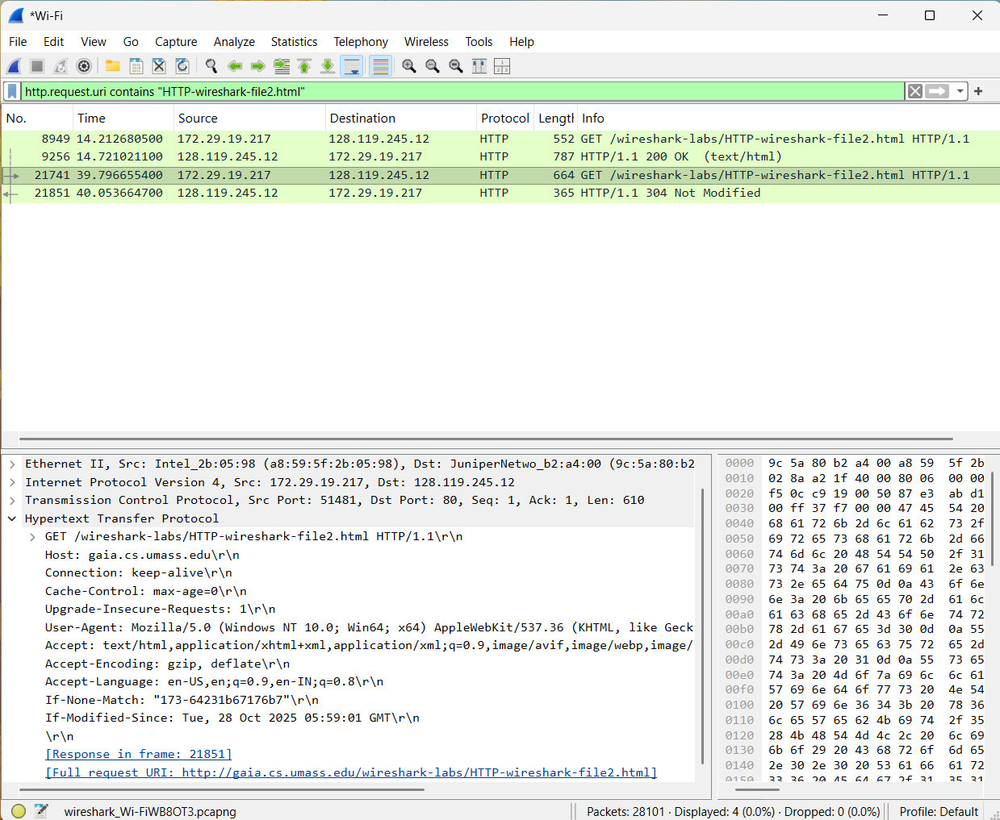 *Wi-Fi
File Edit View Go Capture Analyze Statistics Telephony Wireless Tools Help
http.request.uri contains "HTTP-wireshark-file2.html"
No. Time Source Destination Protocol Length Info
8949 14.212680500 172.29.19.217 128.119.245.12 HTTP 552 GET /wireshark-labs/HTTP-wireshark-file2.html HTTP/1.1
9256 14.721021100 128.119.245.12 172.29.19.217 HTTP 787 HTTP/1.1 200 OK (text/html)
21741 39.796655400 172.29.19.217 128.119.245.12 HTTP 664 GET /wireshark-labs/HTTP-wireshark-file2.html HTTP/1.1
21851 40.053664700 128.119.245.12 172.29.19.217 HTTP 365 HTTP/1.1 304 Not Modified
Ethernet II, Src: Intel_2b:05:98 (a8:59:5f:2b:05:98), Dst: JuniperNetwo_b2:a4:00 (9c:5a:80:b2
Internet Protocol Version 4, Src: 172.29.19.217, Dst: 128.119.245.12
Transmission Control Protocol, Src Port: 51481, Dst Port: 80, Seq: 1, Ack: 1, Len: 610
Hypertext Transfer Protocol
GET /wireshark-labs/HTTP-wireshark-file2.html HTTP/1.1\r\n
Host: gaia.cs.umass.edu\r\n
Connection: keep-alive\r\n
Cache-Control: max-age=0\r\n
Upgrade-Insecure-Requests: 1\r\n
User-Agent: Mozilla/5.0 (Windows NT 10.0; Win64; x64) AppleWebKit/537.36 (KHTML, like Geck
Accept: text/html,application/xhtml+xml,application/xml;q=0.9,image/avif,image/webp,image/
Accept-Encoding: gzip, deflate\r\n
Accept-Language: en-US,en;q=0.9,en-IN;q=0.8\r\n
If-None-Match: "173-64231b67176b7"\r\n
If-Modified-Since: Tue, 28 Oct 2025 05:59:01 GMT\r\n
\r\n
[Response in frame: 21851]
[Full request URI: http://gaia.cs.umass.edu/wireshark-labs/HTTP-wireshark-file2.html]
0000 9c 5a 80 b2 a4 00 a8 59 5f 2b
0010 02 8a a2 1f 40 00 80 06 00 00
0020 f5 0c c9 19 00 50 87 e3 ab d1
0030 00 ff 37 f7 00 00 47 45 54 20
0040 68 61 72 6b 2d 6c 61 62 73 2f
0050 69 72 65 73 68 61 72 6b 2d 66
0060 74 6d 6c 20 48 54 54 50 2f 31
0070 73 74 3a 20 67 61 69 61 2e 63
0080 73 2e 65 64 75 0d 0a 43 6f 6e
0090 6e 3a 20 6b 65 65 70 2d 61 6c
00a0 61 63 68 65 2d 43 6f 6e 74 72
00b0 78 2d 61 67 65 3d 30 0d 0a 55
00c0 2d 49 6e 73 65 63 75 72 65 2d
00d0 74 73 3a 20 31 0d 0a 55 73 65
00e0 74 3a 20 4d 6f 7a 69 6c 6c 61
00f0 57 69 6e 64 6f 77 73 20 4e 54
0100 20 57 69 6e 36 34 3b 20 78 36
0110 6c 65 57 65 62 4b 69 74 2f 35
0120 28 4b 48 54 4d 4c 2c 20 6c 69
0130 6b 6f 29 20 43 68 72 6f 6d 65
0140 2e 30 2e 30 20 53 61 66 61 72
0150 33 36 20 45 64 67 2f 31 35 31
wireshark_Wi-FiWB8OT3.pcapng
Packets: 28101 · Displayed: 4 (0.0%) · Dropped: 0 (0.0%)
Profile: Default